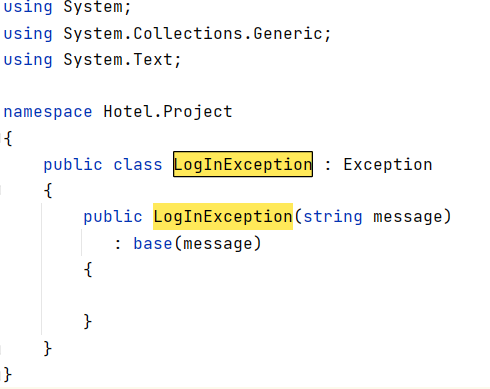 using System;
using System.Collections.Generic;
using System.Text;
namespace Hotel.Project
{
public class LogInException : Exception
{
public LogInException(string message)
: base(message)
{
}
}
}